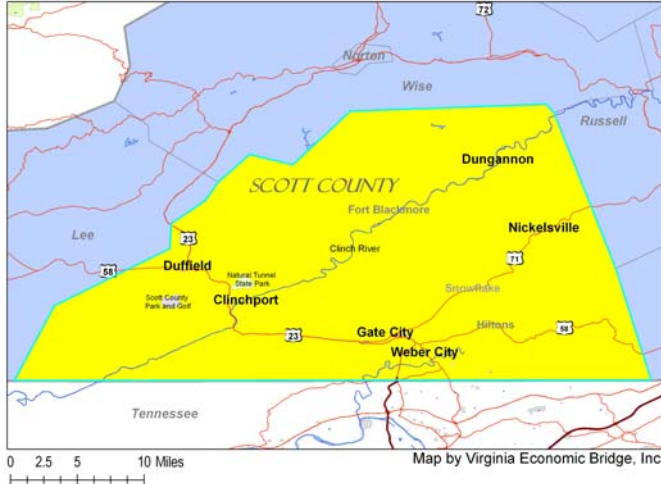 72
Norton
Wise
Russell
Dungannon
SCOTT COUNTY
Fort Blackmore
Nickelsville
Lee
23
Clinch River
71
58
Duffield
Natural Tunnel
State Park
Snowflake
Scott County
Park and Golf
Clinchport
Hiltons
58
23
Gate City
Weber City
Tennessee
0 2.5 5 10 Miles
Map by Virginia Economic Bridge, Inc